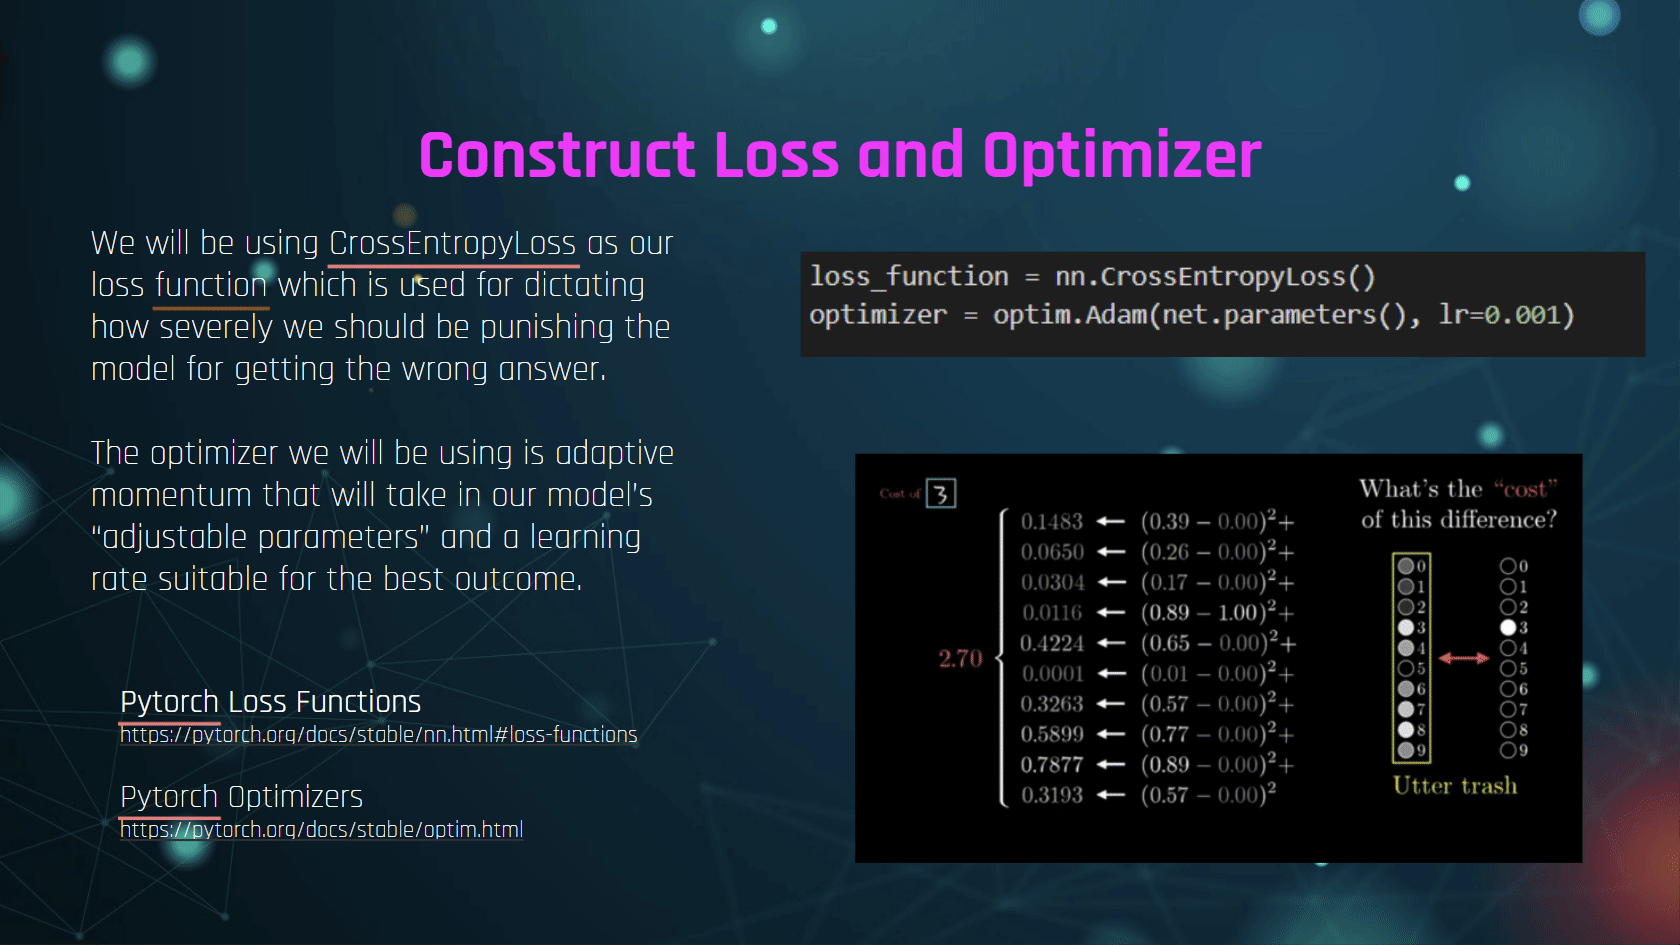 Construct Loss and Optimizer
We will be using CrossEntropyLoss as our
loss function which is used for dictating
how severely we should be punishing the
model for getting the wrong answer.
The optimizer we will be using is adaptive
momentum that will take in our model's
"adjustable parameters" and a learning
rate suitable for the best outcome.
Pytorch Loss Functions
https://pytorch.org/docs/stable/nn.html#loss-functions
Pytorch Optimizers
https://pytorch.org/docs/stable/optim.html
loss_function = nn.CrossEntropyLoss()
optimizer = optim.Adam(net.parameters(), lr=0.001)
Cost of 3
2.70
0.1483 ← (0.39 − 0.00)²+
0.0650 ← (0.26 − 0.00)²+
0.0304 ← (0.17 − 0.00)²+
0.0116 ← (0.89 − 1.00)²+
0.4224 ← (0.65 − 0.00)²+
0.0001 ← (0.01 − 0.00)²+
0.3263 ← (0.57 − 0.00)²+
0.5899 ← (0.77 − 0.00)²+
0.7877 ← (0.89 − 0.00)²+
0.3193 ← (0.57 − 0.00)²
What's the "cost"
of this difference?
0 0
1 1
2 2
3 3
4 4
5 5
6 6
7 7
8 8
9 9
Utter trash